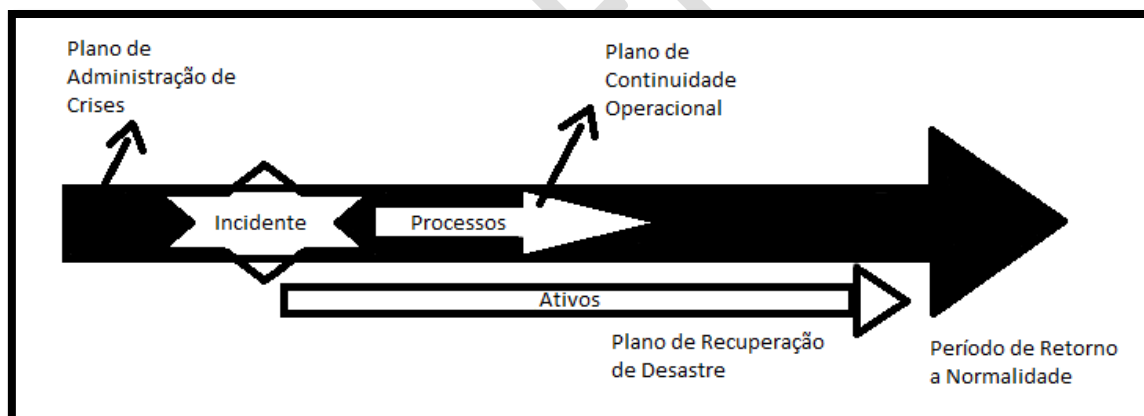 Plano de
Administração de
Crises
Plano de
Continuidade
Operacional
Incidente
Processos
Ativos
Plano de Recuperação
de Desastre
Período de Retorno
a Normalidade